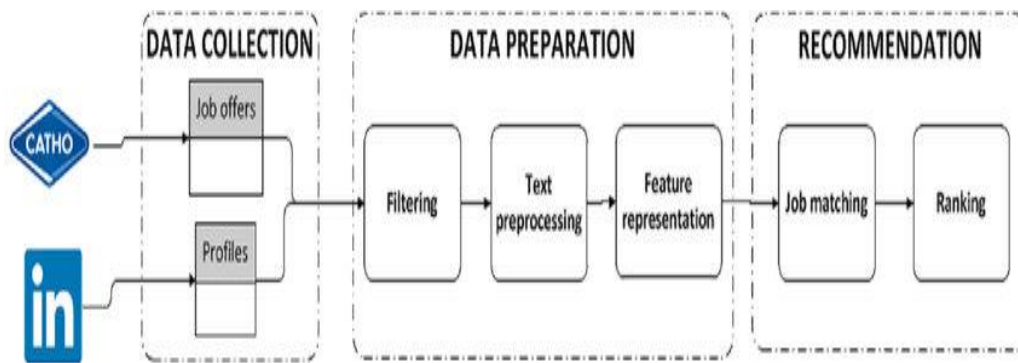 DATA COLLECTION
DATA PREPARATION
RECOMMENDATION
Job offers
CATHO
Filtering
Text
preprocessing
Feature
representation
Job matching
Ranking
Profiles
in